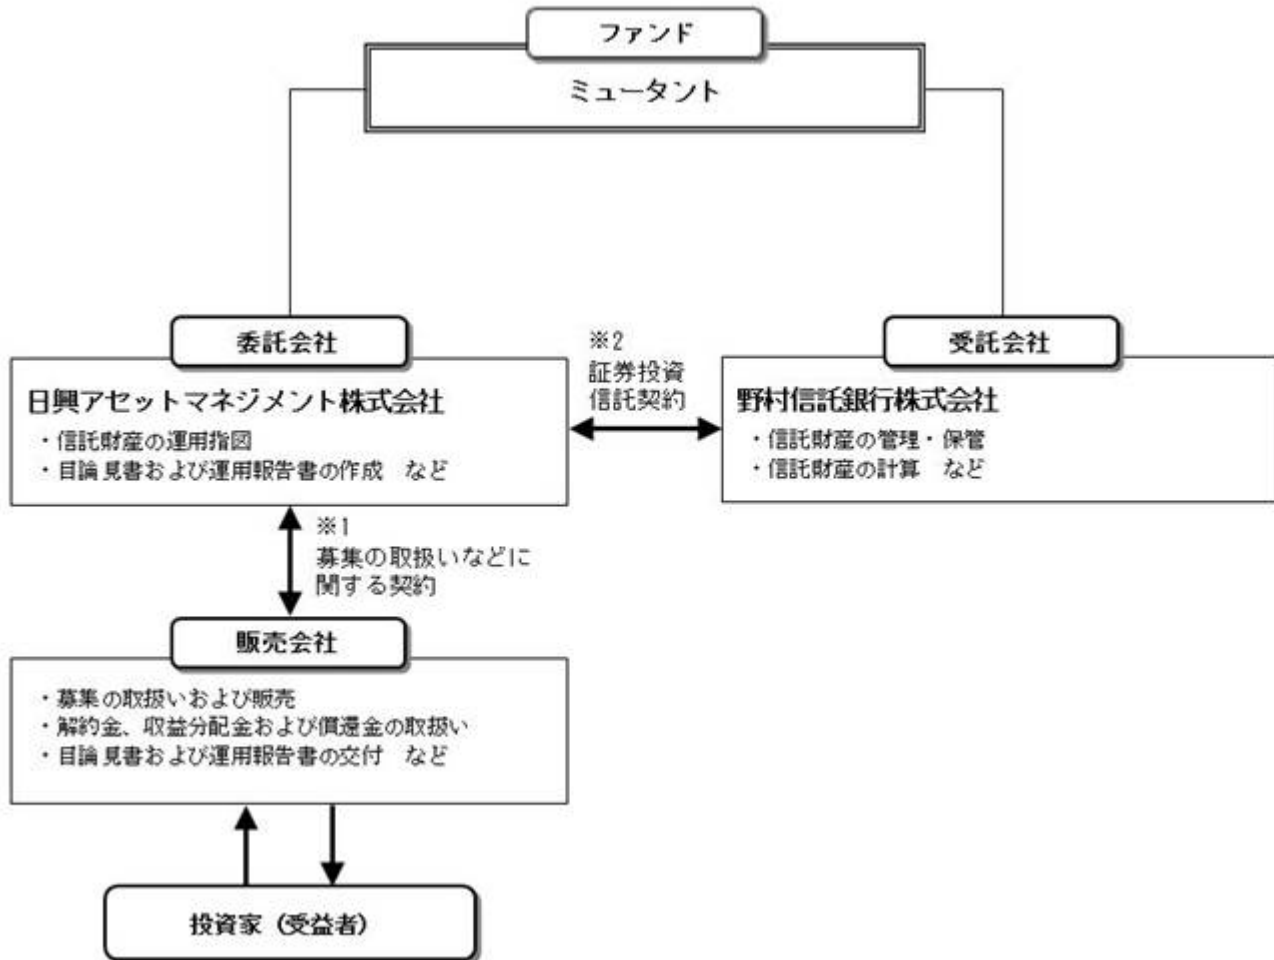 ファンド
ミュータント
委託会社
日興アセットマネジメント株式会社
・信託財産の運用指図
・目論見書および運用報告書の作成　など
※2
証券投資
信託契約
受託会社
野村信託銀行株式会社
・信託財産の管理・保管
・信託財産の計算　など
※1
募集の取扱いなどに
関する契約
販売会社
・募集の取扱いおよび販売
・解約金、収益分配金および償還金の取扱い
・目論見書および運用報告書の交付　など
投資家（受益者）